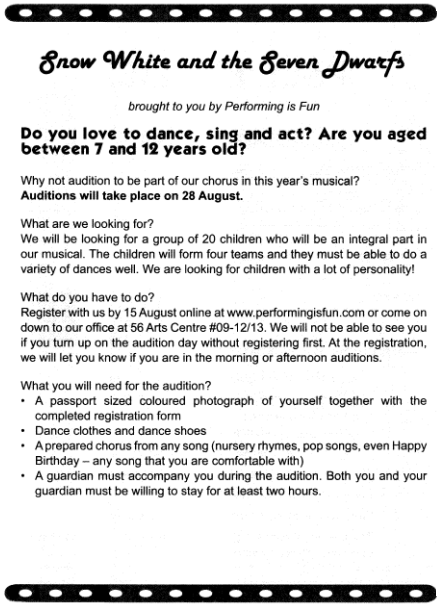 Snow White and the Seven Dwarfs
brought to you by Performing is Fun
Do you love to dance, sing and act? Are you aged
between 7 and 12 years old?
Why not audition to be part of our chorus in this year's musical?
Auditions will take place on 28 August.
What are we looking for?
We will be looking for a group of 20 children who will be an integral part in
our musical. The children will form four teams and they must be able to do a
variety of dances well. We are looking for children with a lot of personality!
What do you have to do?
Register with us by 15 August online at www.performingisfun.com or come on
down to our office at 56 Arts Centre #09-12/13. We will not be able to see you
if you turn up on the audition day without registering first. At the registration,
we will let you know if you are in the morning or afternoon auditions.
What you will need for the audition?
• A passport sized coloured photograph of yourself together with the
completed registration form
• Dance clothes and dance shoes
• A prepared chorus from any song (nursery rhymes, pop songs, even Happy
Birthday – any song that you are comfortable with)
• A guardian must accompany you during the audition. Both you and your
guardian must be willing to stay for at least two hours.